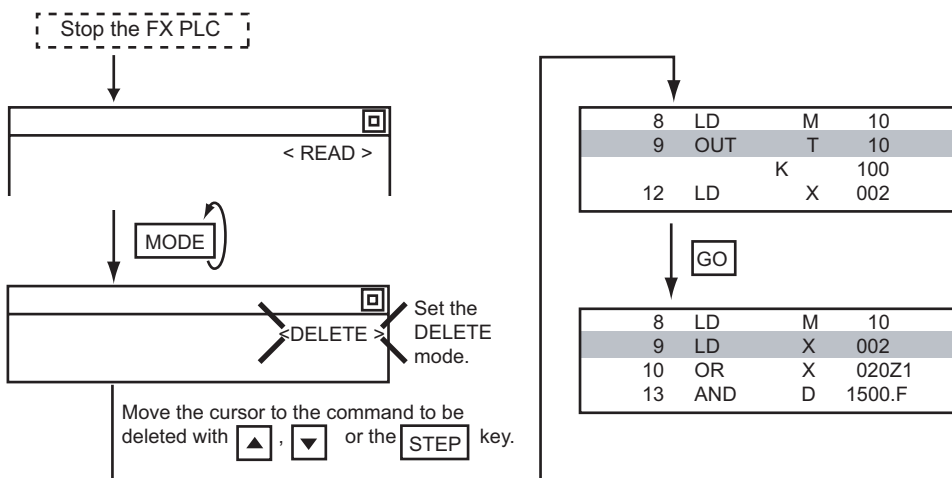 Stop the FX PLC
< READ >
MODE
<DELETE >
Set the
DELETE
mode.
Move the cursor to the command to be
deleted with ▲ , ▼ or the STEP key.
8 LD M 10
9 OUT T 10
K 100
12 LD X 002
GO
8 LD M 10
9 LD X 002
10 OR X 020Z1
13 AND D 1500.F